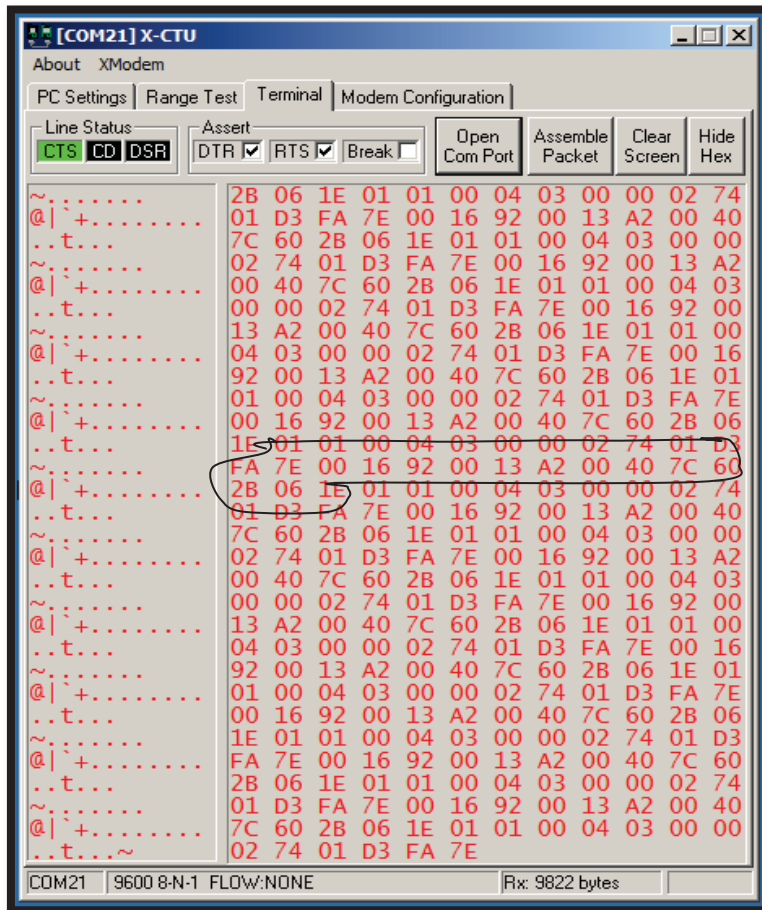 [COM21] X-CTU
About XModem
PC Settings Range Test Terminal Modem Configuration
Line Status Assert
CTS CD DSR DTR RTS Break Open Com Port Assemble Packet Clear Screen Hide Hex
~....... 2B 06 1E 01 01 00 04 03 00 00 02 74
@|`+........ 01 D3 FA 7E 00 16 92 00 13 A2 00 40
..t... 7C 60 2B 06 1E 01 01 00 04 03 00 00
~....... 02 74 01 D3 FA 7E 00 16 92 00 13 A2
@|`+........ 00 40 7C 60 2B 06 1E 01 01 00 04 03
..t... 00 00 02 74 01 D3 FA 7E 00 16 92 00
~....... 13 A2 00 40 7C 60 2B 06 1E 01 01 00
@|`+........ 04 03 00 00 02 74 01 D3 FA 7E 00 16
..t... 92 00 13 A2 00 40 7C 60 2B 06 1E 01
~....... 01 00 04 03 00 00 02 74 01 D3 FA 7E
@|`+........ 00 16 92 00 13 A2 00 40 7C 60 2B 06
..t... 1E 01 01 00 04 03 00 00 02 74 01 D3
~....... FA 7E 00 16 92 00 13 A2 00 40 7C 60
@|`+........ 2B 06 1E 01 01 00 04 03 00 00 02 74
..t... 01 D3 FA 7E 00 16 92 00 13 A2 00 40
~....... 7C 60 2B 06 1E 01 01 00 04 03 00 00
@|`+........ 02 74 01 D3 FA 7E 00 16 92 00 13 A2
..t... 00 40 7C 60 2B 06 1E 01 01 00 04 03
~....... 00 00 02 74 01 D3 FA 7E 00 16 92 00
@|`+........ 13 A2 00 40 7C 60 2B 06 1E 01 01 00
..t... 04 03 00 00 02 74 01 D3 FA 7E 00 16
~....... 92 00 13 A2 00 40 7C 60 2B 06 1E 01
@|`+........ 01 00 04 03 00 00 02 74 01 D3 FA 7E
..t... 00 16 92 00 13 A2 00 40 7C 60 2B 06
~....... 1E 01 01 00 04 03 00 00 02 74 01 D3
@|`+........ FA 7E 00 16 92 00 13 A2 00 40 7C 60
..t... 2B 06 1E 01 01 00 04 03 00 00 02 74
~....... 01 D3 FA 7E 00 16 92 00 13 A2 00 40
@|`+........ 7C 60 2B 06 1E 01 01 00 04 03 00 00
..t...~ 02 74 01 D3 FA 7E
COM21 9600 8-N-1 FLOW:NONE Rx: 9822 bytes